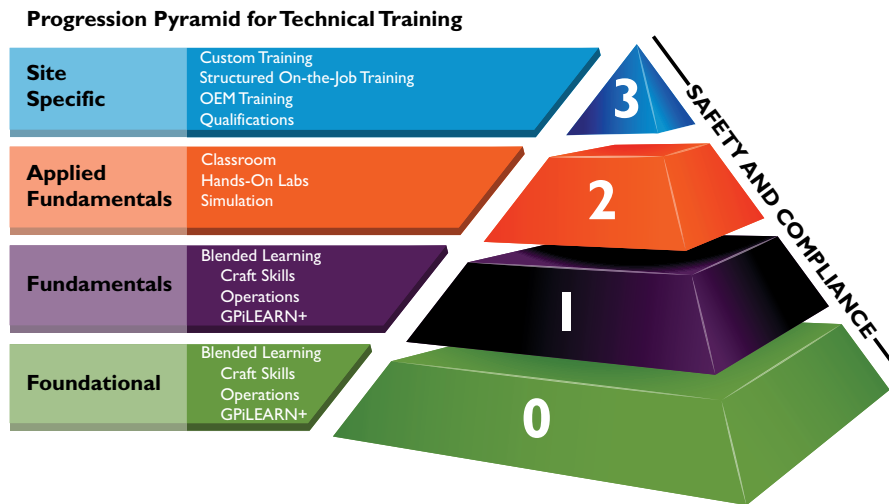 Progression Pyramid for Technical Training
Site
Specific
Custom Training
Structured On-the-Job Training
OEM Training
Qualifications
3
Applied
Fundamentals
Classroom
Hands-On Labs
Simulation
2
Fundamentals
Blended Learning
Craft Skills
Operations
GPiLEARN+
1
Foundational
Blended Learning
Craft Skills
Operations
GPiLEARN+
0
SAFETY AND COMPLIANCE